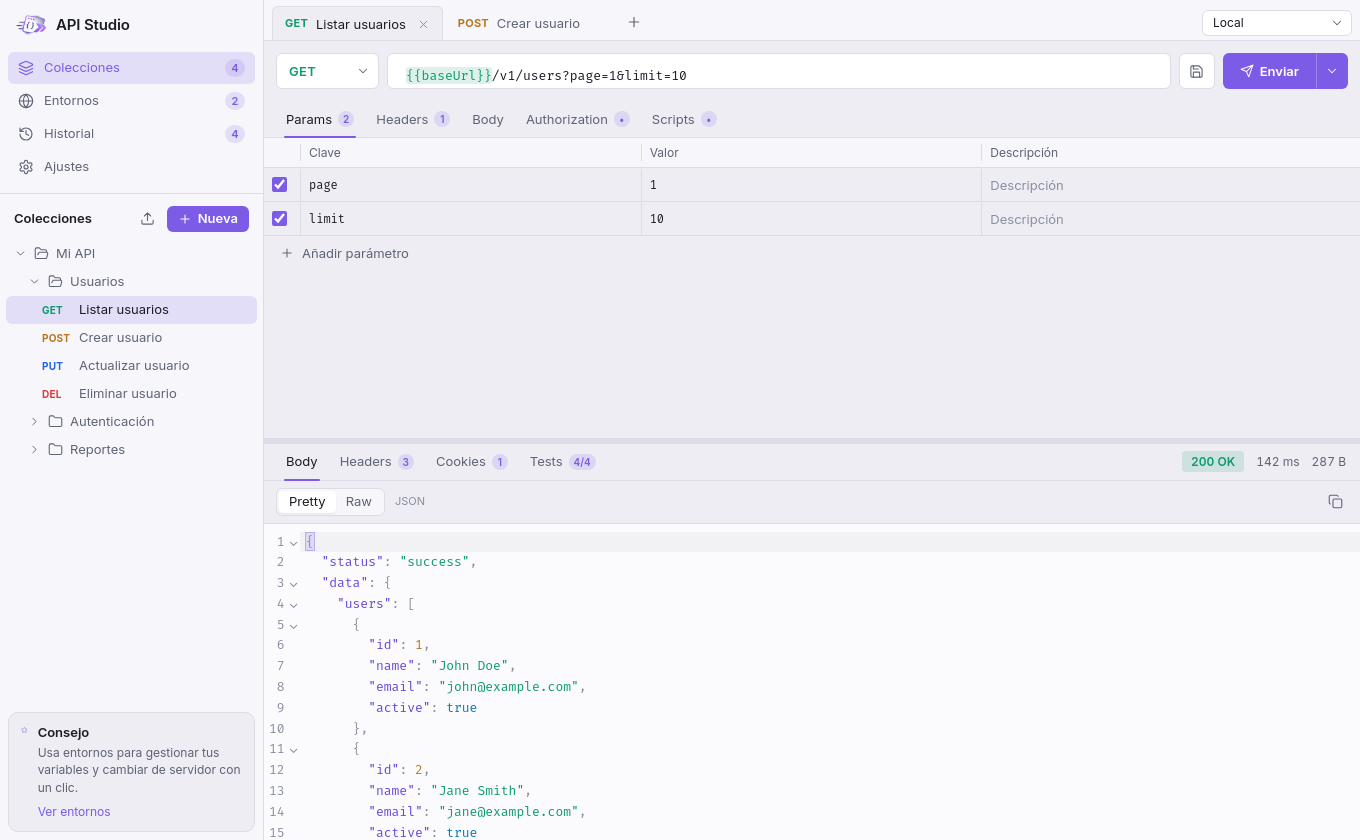 API Studio
Colecciones 4
Entornos 2
Historial 4
Ajustes
Colecciones
Nueva
Mi API
Usuarios
GET Listar usuarios
POST Crear usuario
PUT Actualizar usuario
DEL Eliminar usuario
Autenticación
Reportes
Consejo
Usa entornos para gestionar tus
variables y cambiar de servidor con
un clic.
Ver entornos
GET Listar usuarios
POST Crear usuario
Local
GET
{{baseUrl}}/v1/users?page=1&limit=10
Enviar
Params 2 Headers 1 Body Authorization • Scripts •
Clave Valor Descripción
page 1 Descripción
limit 10 Descripción
Añadir parámetro
Body Headers 3 Cookies 1 Tests 4/4
200 OK 142 ms 287 B
Pretty Raw JSON
1 {
2 "status": "success",
3 "data": {
4 "users": [
5 {
6 "id": 1,
7 "name": "John Doe",
8 "email": "john@example.com",
9 "active": true
10 },
11 {
12 "id": 2,
13 "name": "Jane Smith",
14 "email": "jane@example.com",
15 "active": true